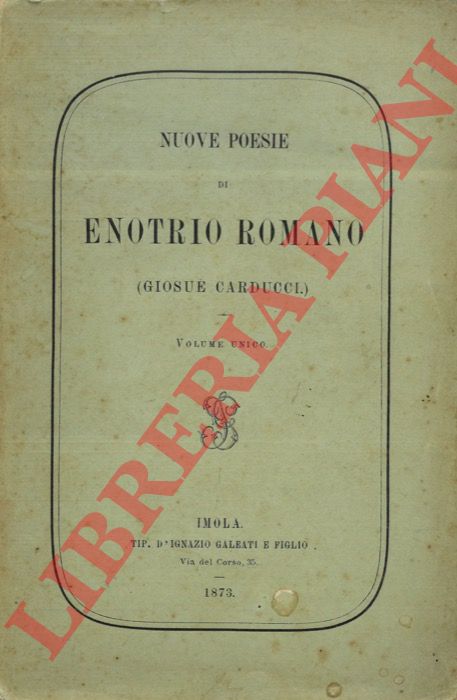 NUOVE POESIE
DI
ENOTRIO ROMANO
(GIOSUÈ CARDUCCI.)
VOLUME UNICO.
IMOLA.
TIP. D'IGNAZIO GALEATI E FIGLIO.
Via del Corso, 35.
1873.
LIBRERIA PIANI